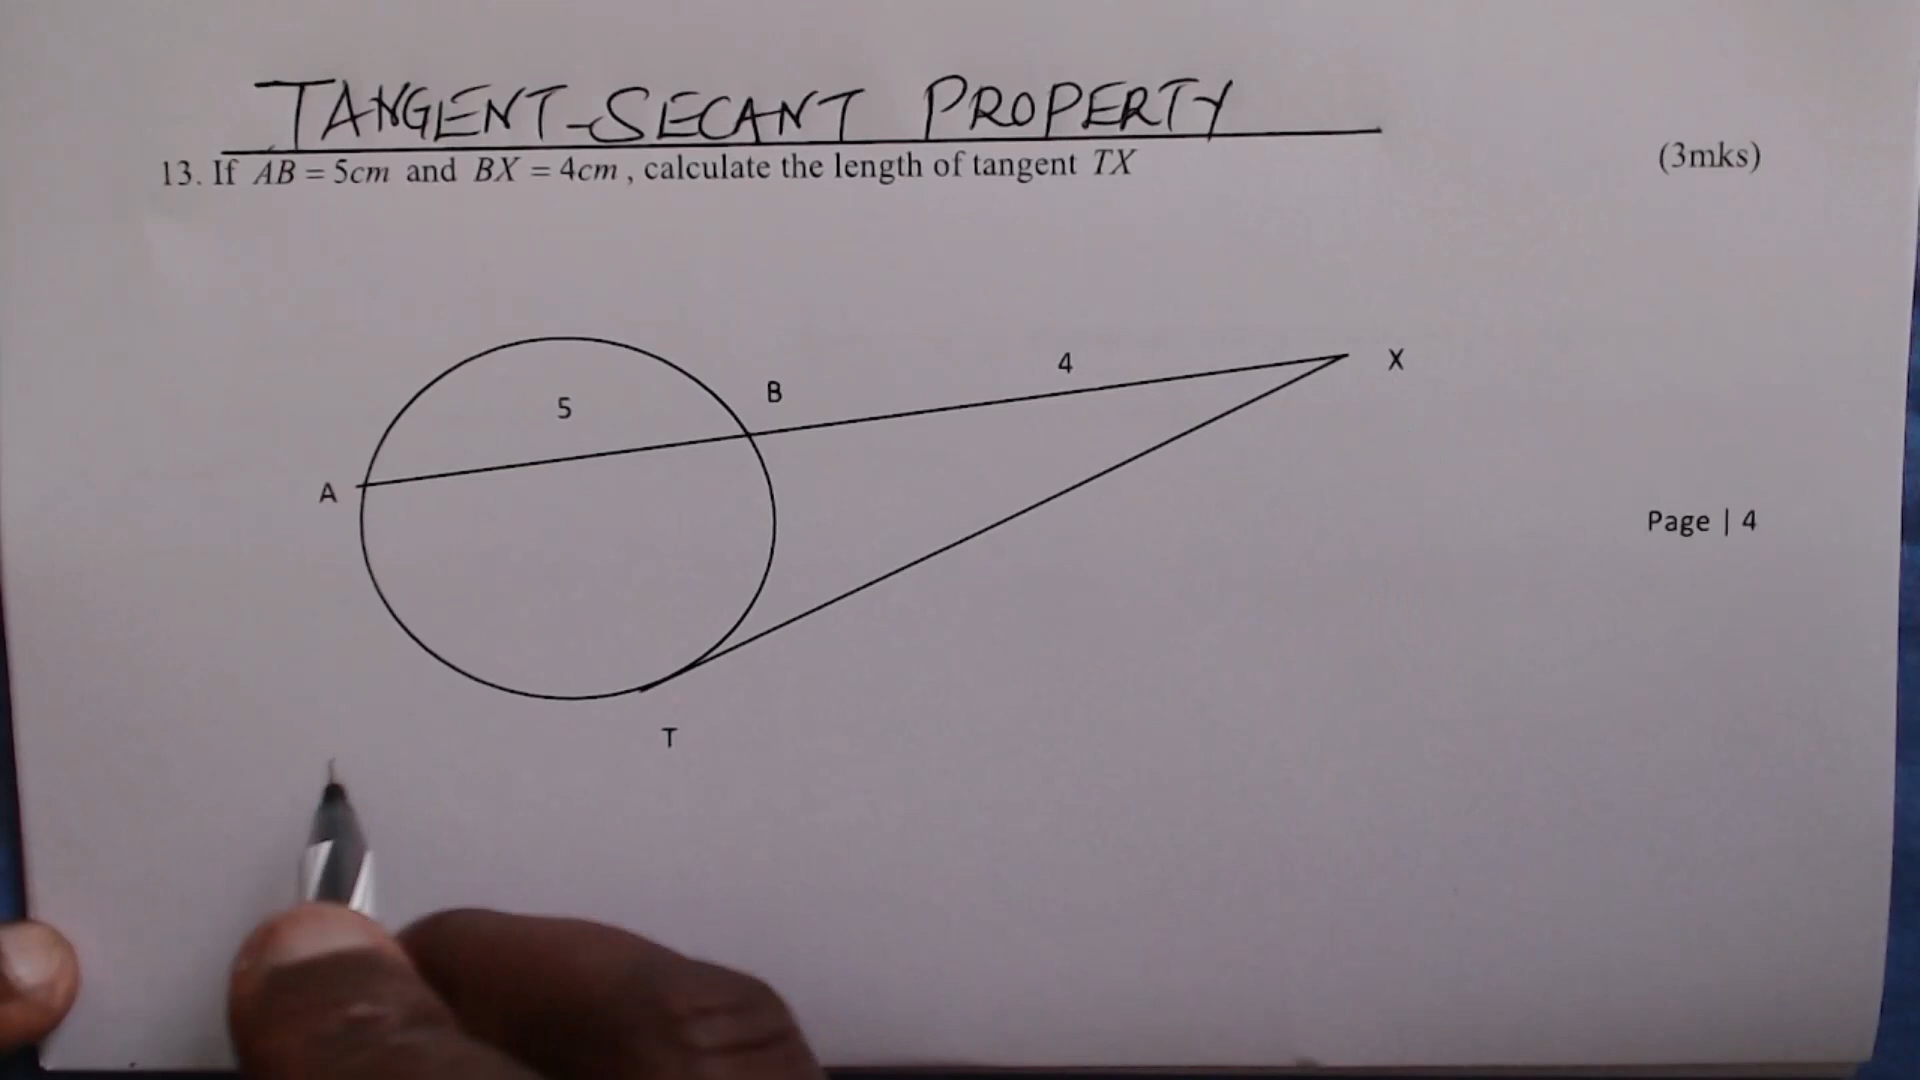 TANGENT-SECANT PROPERTY
13. If AB = 5cm and BX = 4cm , calculate the length of tangent TX (3mks)
4
X
B
5
A
Page | 4
T